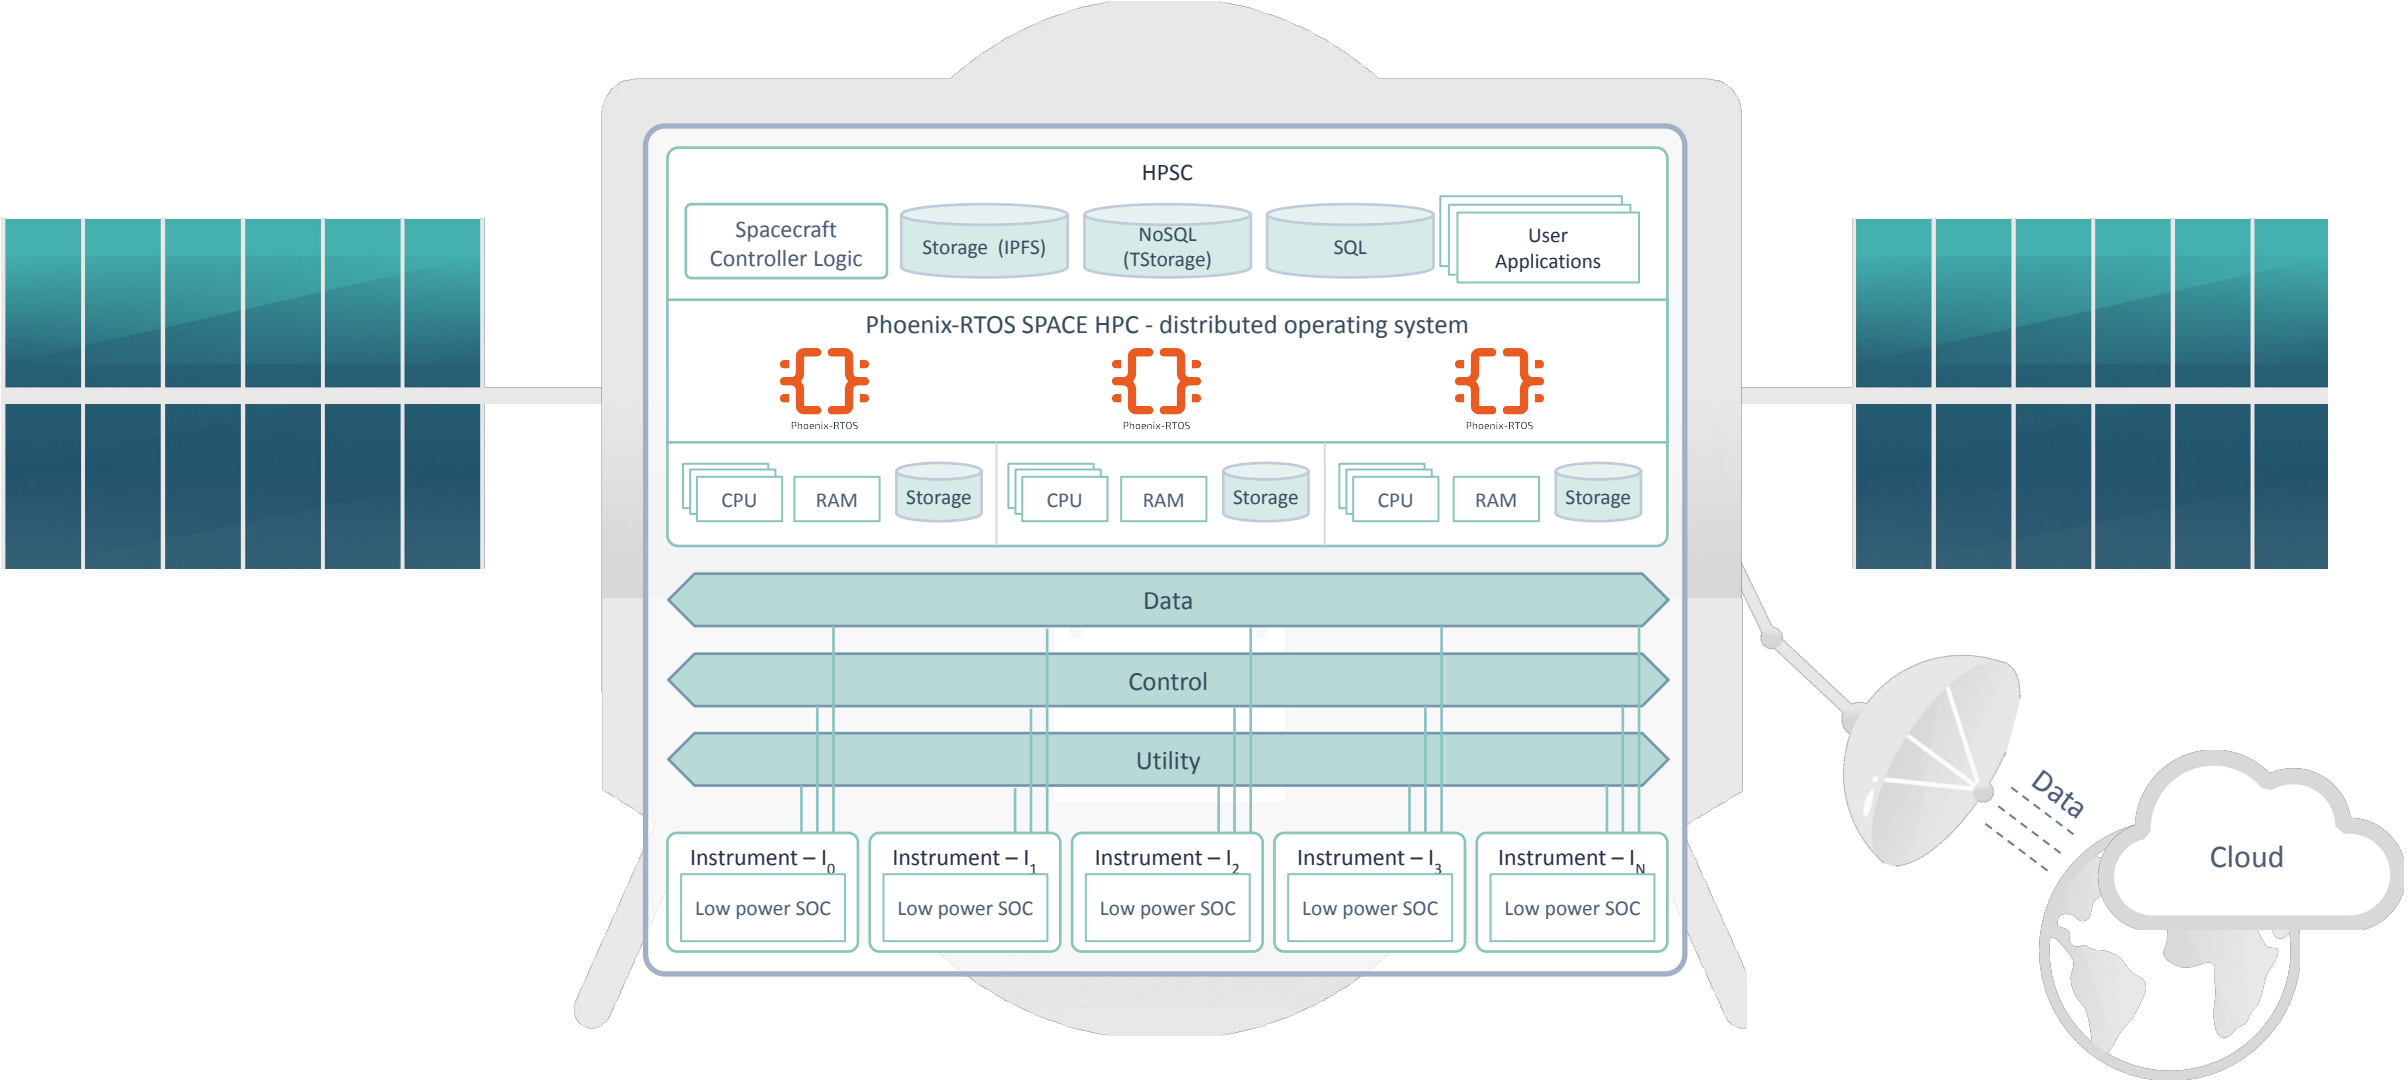 HPSC
Spacecraft
Controller Logic
Storage (IPFS)
NoSQL
(TStorage)
SQL
User
Applications
Phoenix-RTOS SPACE HPC - distributed operating system
Phoenix-RTOS
Phoenix-RTOS
Phoenix-RTOS
CPU
RAM
Storage
CPU
RAM
Storage
CPU
RAM
Storage
Data
Control
Utility
Instrument – I0
Low power SOC
Instrument – I1
Low power SOC
Instrument – I2
Low power SOC
Instrument – I3
Low power SOC
Instrument – IN
Low power SOC
Data
Cloud